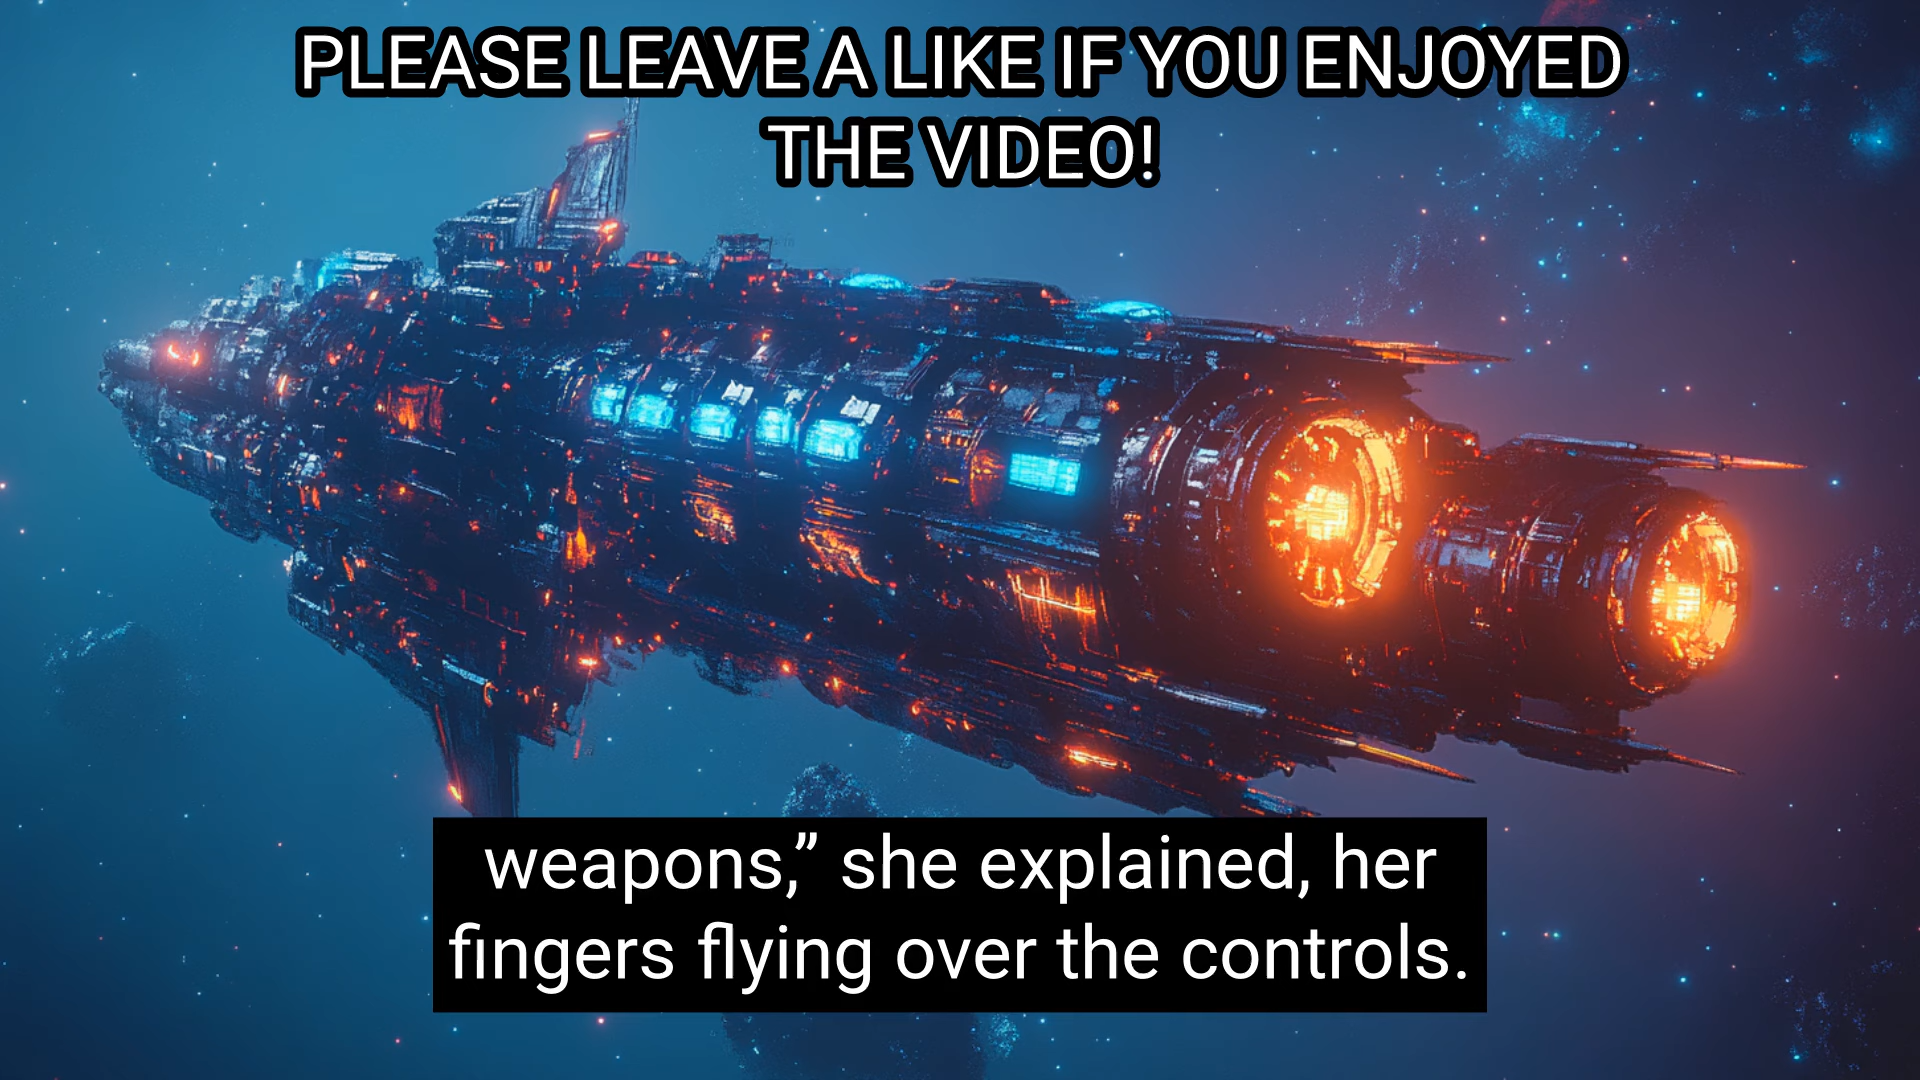 PLEASE LEAVE A LIKE IF YOU ENJOYED
THE VIDEO!
weapons,” she explained, her
fingers flying over the controls.